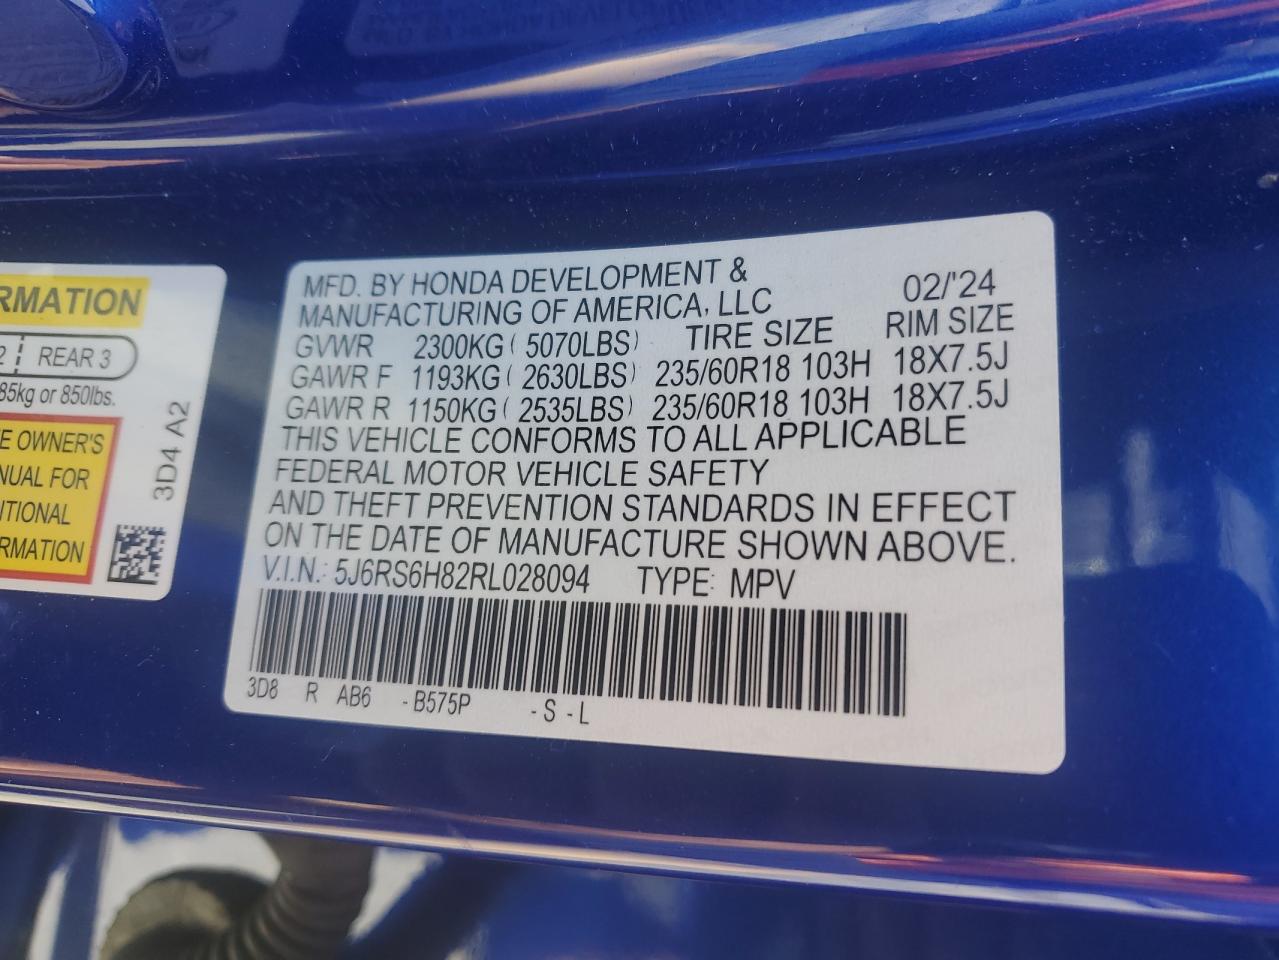 RMATION
2 REAR 3
85kg or 850lbs.
E OWNER'S
NUAL FOR
ITIONAL
RMATION
3D4 A2
MFD. BY HONDA DEVELOPMENT &
MANUFACTURING OF AMERICA, LLC 02/'24
GVWR 2300KG ( 5070LBS) TIRE SIZE RIM SIZE
GAWR F 1193KG ( 2630LBS) 235/60R18 103H 18X7.5J
GAWR R 1150KG ( 2535LBS) 235/60R18 103H 18X7.5J
THIS VEHICLE CONFORMS TO ALL APPLICABLE
FEDERAL MOTOR VEHICLE SAFETY
AND THEFT PREVENTION STANDARDS IN EFFECT
ON THE DATE OF MANUFACTURE SHOWN ABOVE.
V.I.N.: 5J6RS6H82RL028094 TYPE: MPV
3D8 R AB6 -B575P -S -L